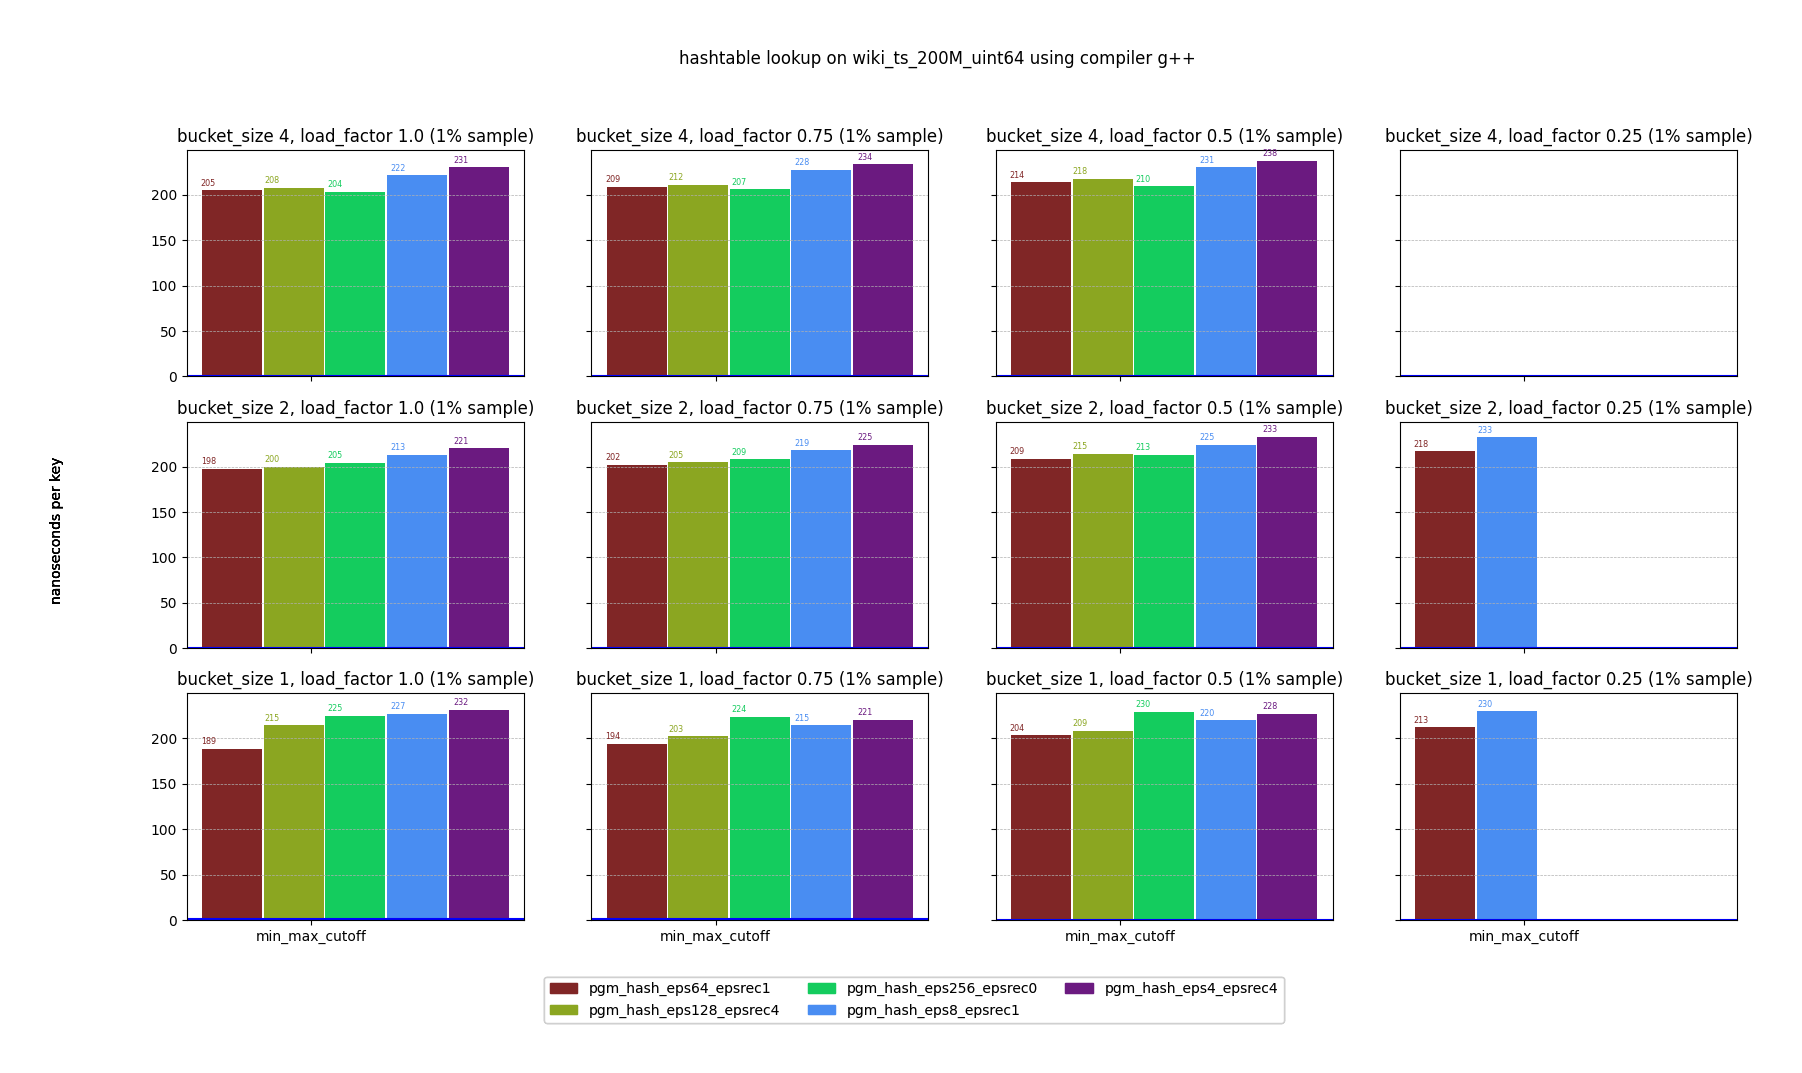 hashtable lookup on wiki_ts_200M_uint64 using compiler g++
bucket_size 4, load_factor 1.0 (1% sample)
205
208
204
222
231
200
150
100
50
0
bucket_size 4, load_factor 0.75 (1% sample)
209
212
207
228
234
bucket_size 4, load_factor 0.5 (1% sample)
214
218
210
231
238
bucket_size 4, load_factor 0.25 (1% sample)
nanoseconds per key
bucket_size 2, load_factor 1.0 (1% sample)
198
200
205
213
221
200
150
100
50
0
bucket_size 2, load_factor 0.75 (1% sample)
202
205
209
219
225
bucket_size 2, load_factor 0.5 (1% sample)
209
215
213
225
233
bucket_size 2, load_factor 0.25 (1% sample)
218
233
bucket_size 1, load_factor 1.0 (1% sample)
189
215
225
227
232
200
150
100
50
0
min_max_cutoff
bucket_size 1, load_factor 0.75 (1% sample)
194
203
224
215
221
min_max_cutoff
bucket_size 1, load_factor 0.5 (1% sample)
204
209
230
220
228
min_max_cutoff
bucket_size 1, load_factor 0.25 (1% sample)
213
230
min_max_cutoff
pgm_hash_eps64_epsrec1
pgm_hash_eps128_epsrec4
pgm_hash_eps256_epsrec0
pgm_hash_eps8_epsrec1
pgm_hash_eps4_epsrec4